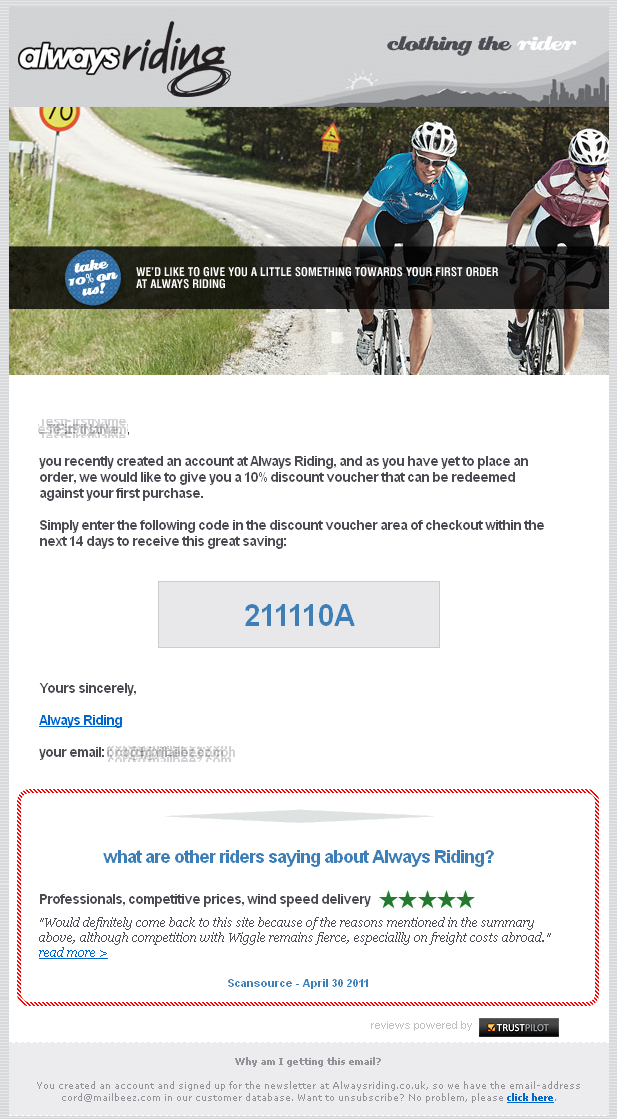 always riding
clothing the rider
70
take
10% on
us!
WE'D LIKE TO GIVE YOU A LITTLE SOMETHING TOWARDS YOUR FIRST ORDER
AT ALWAYS RIDING
you recently created an account at Always Riding, and as you have yet to place an
order, we would like to give you a 10% discount voucher that can be redeemed
against your first purchase.
Simply enter the following code in the discount voucher area of checkout within the
next 14 days to receive this great saving:
211110A
Yours sincerely,
Always Riding
your email:
what are other riders saying about Always Riding?
Professionals, competitive prices, wind speed delivery
"Would definitely come back to this site because of the reasons mentioned in the summary
above, although competition with Wiggle remains fierce, especiallly on freight costs abroad."
read more >
Scansource - April 30 2011
reviews powered by TRUSTPILOT
Why am I getting this email?
You created an account and signed up for the newsletter at Alwaysriding.co.uk, so we have the email-address
cord@mailbeez.com in our customer database. Want to unsubscribe? No problem, please click here.